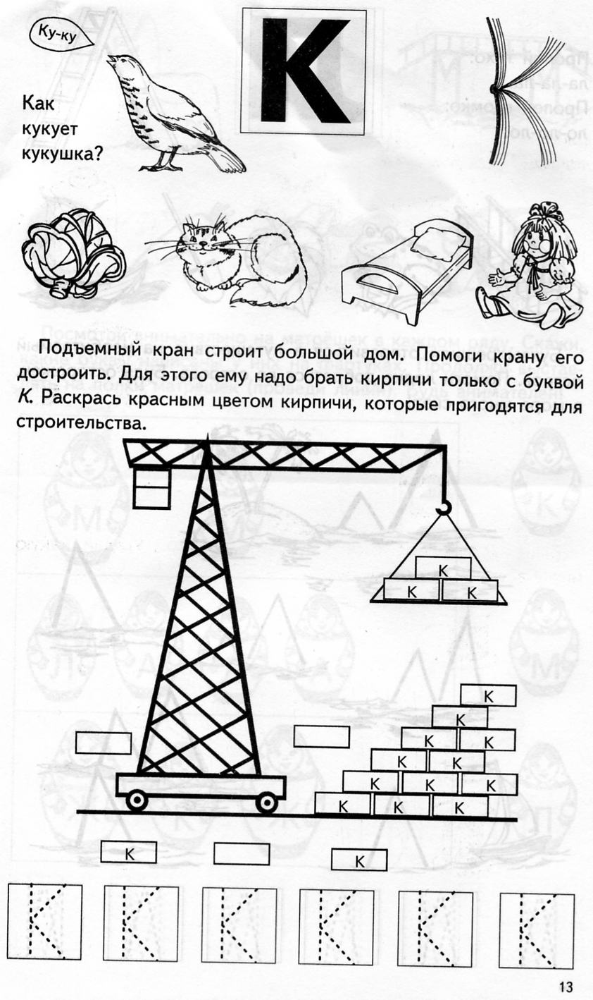 Ку-ку
К
Как
кукует
кукушка?
Подъемный кран строит большой дом. Помоги крану его
достроить. Для этого ему надо брать кирпичи только с буквой
К. Раскрась красным цветом кирпичи, которые пригодятся для
строительства.
К
К К
К
К
К К
К К
К К К
К К К
К К
К К К К К К
13